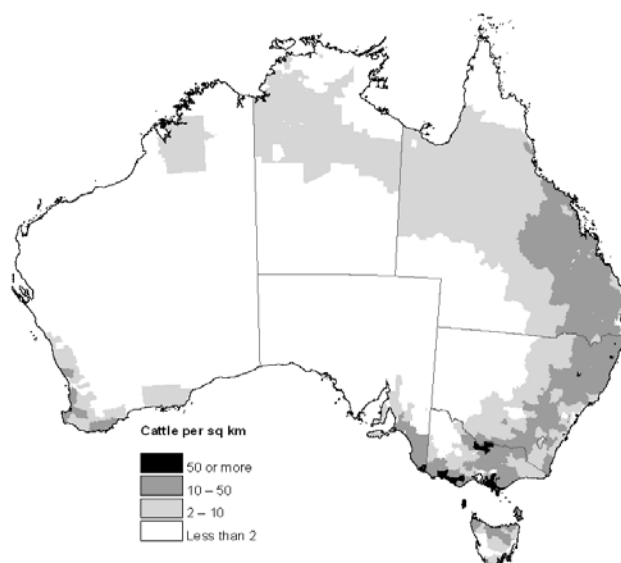 Cattle per sq km
50 or more
10 – 50
2 – 10
Less than 2